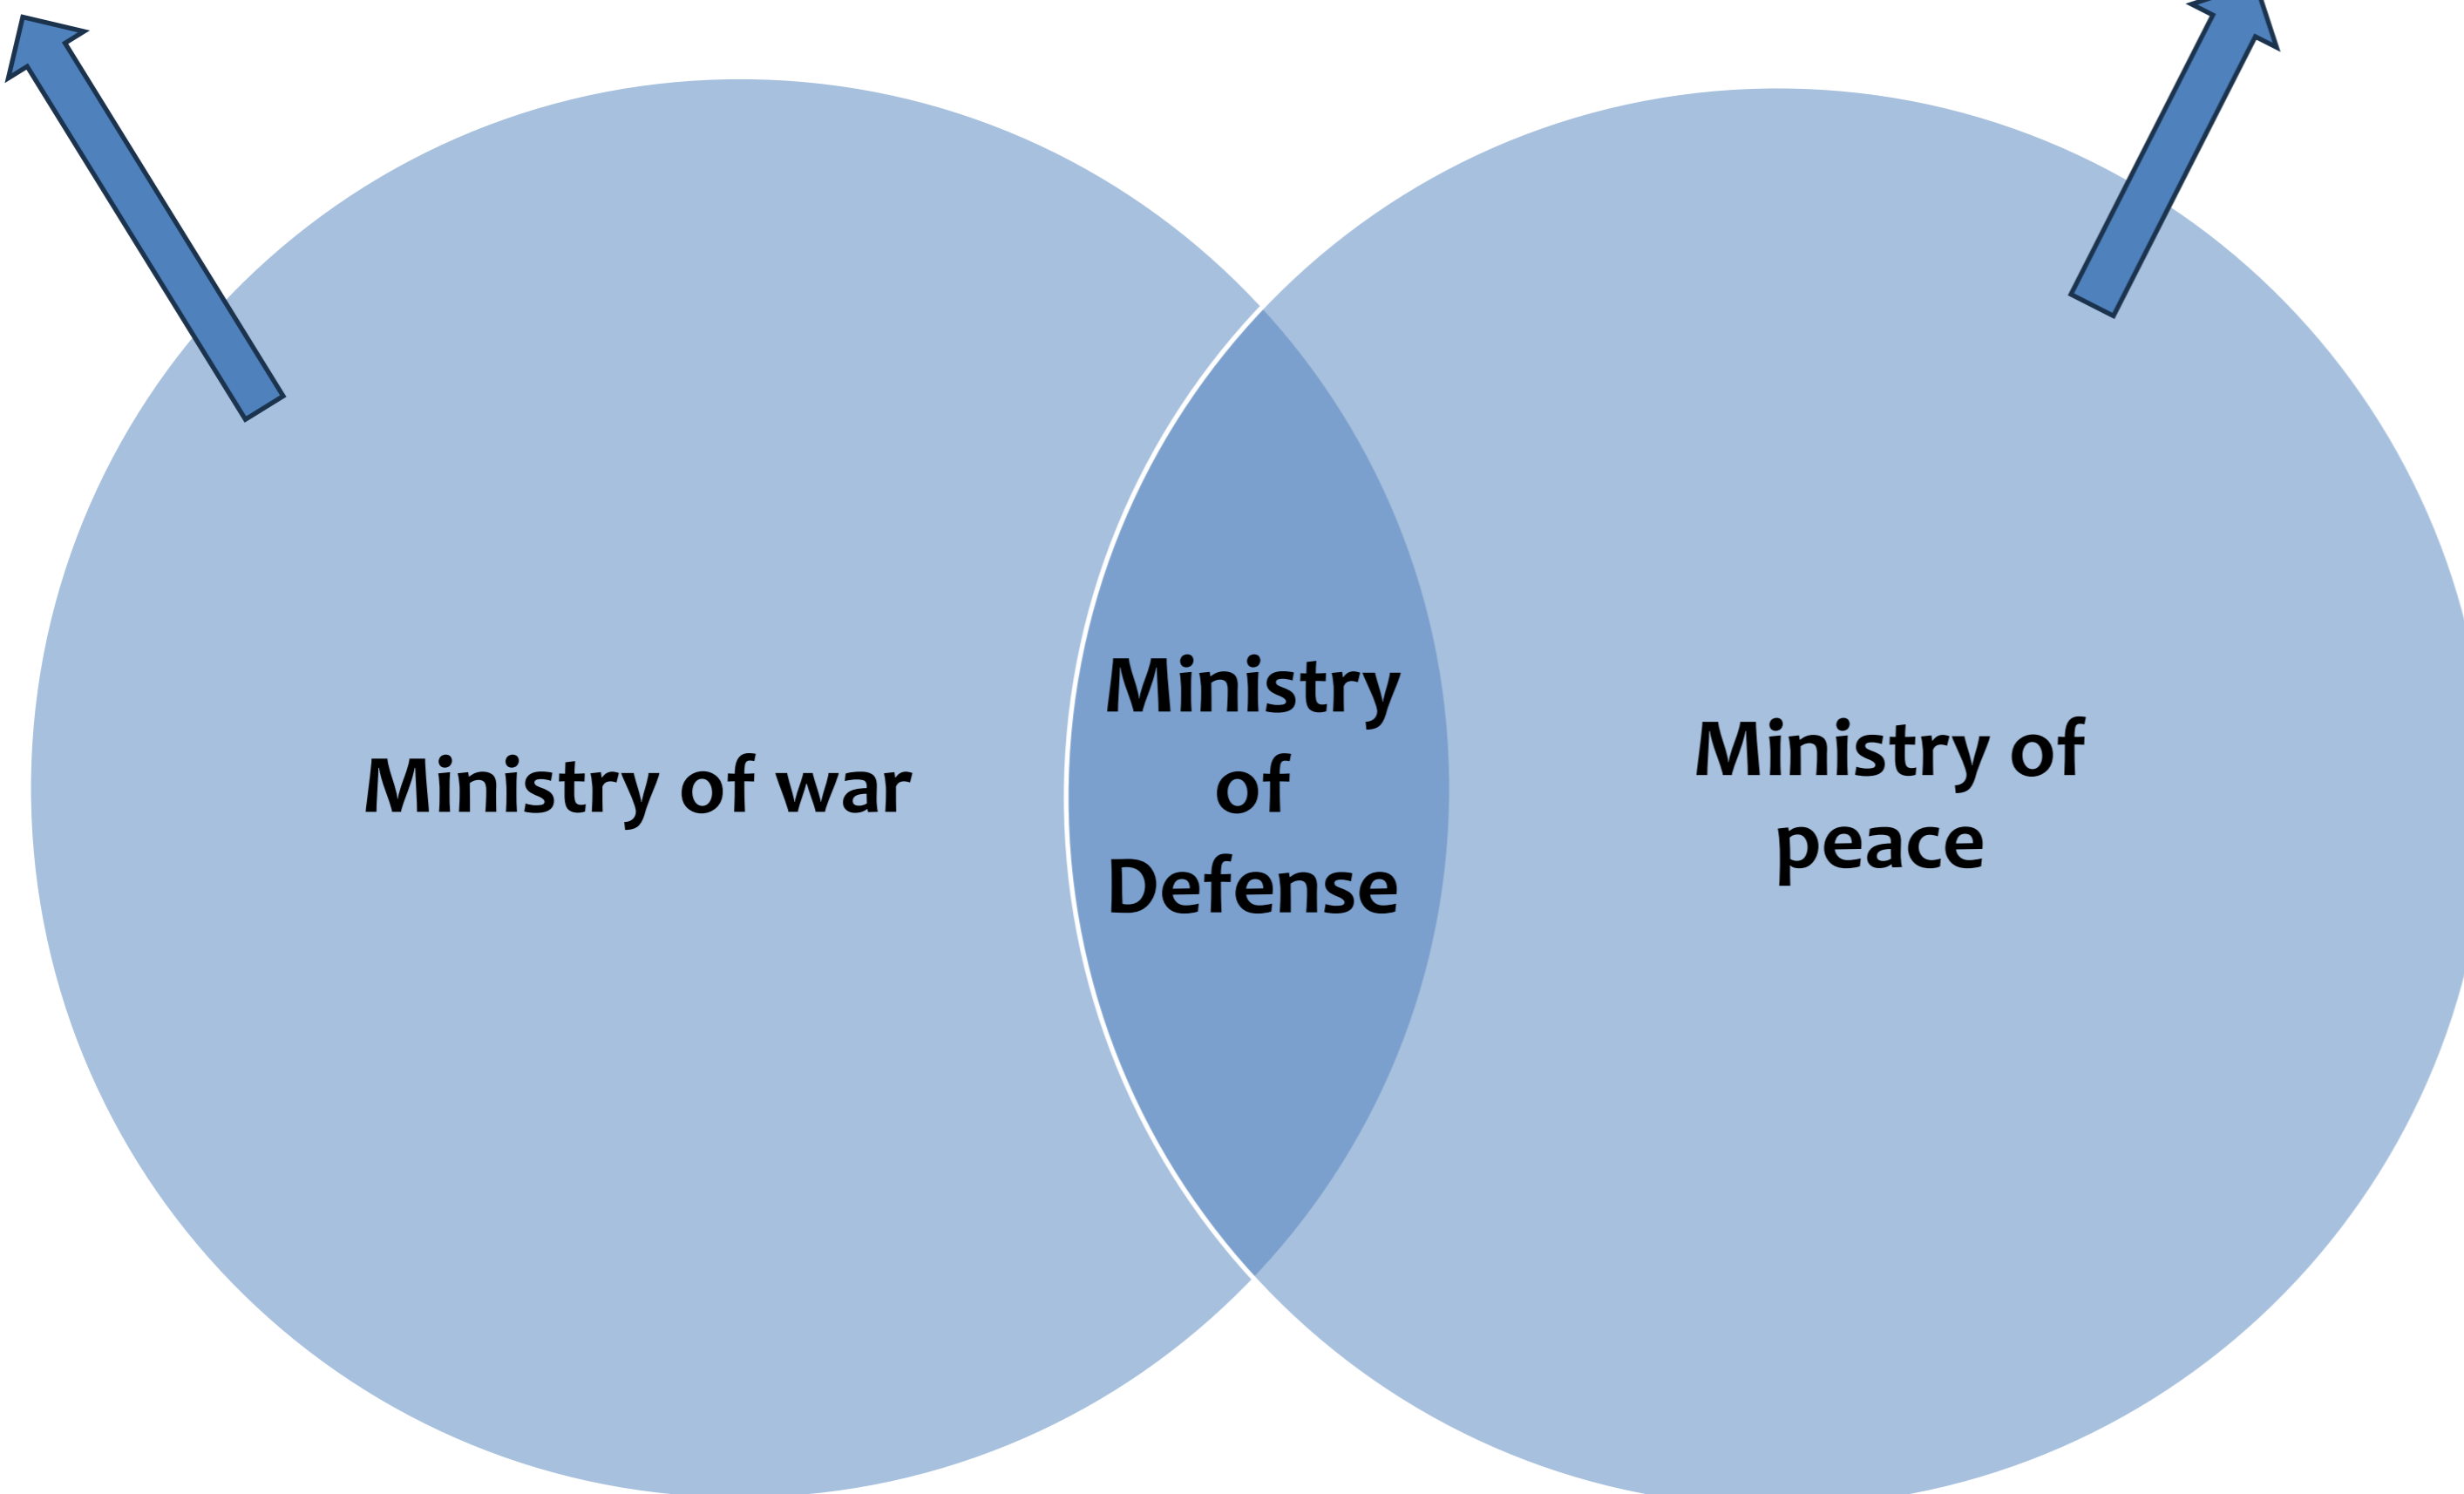 Ministry of war
Ministry
of
Defense
Ministry of
peace